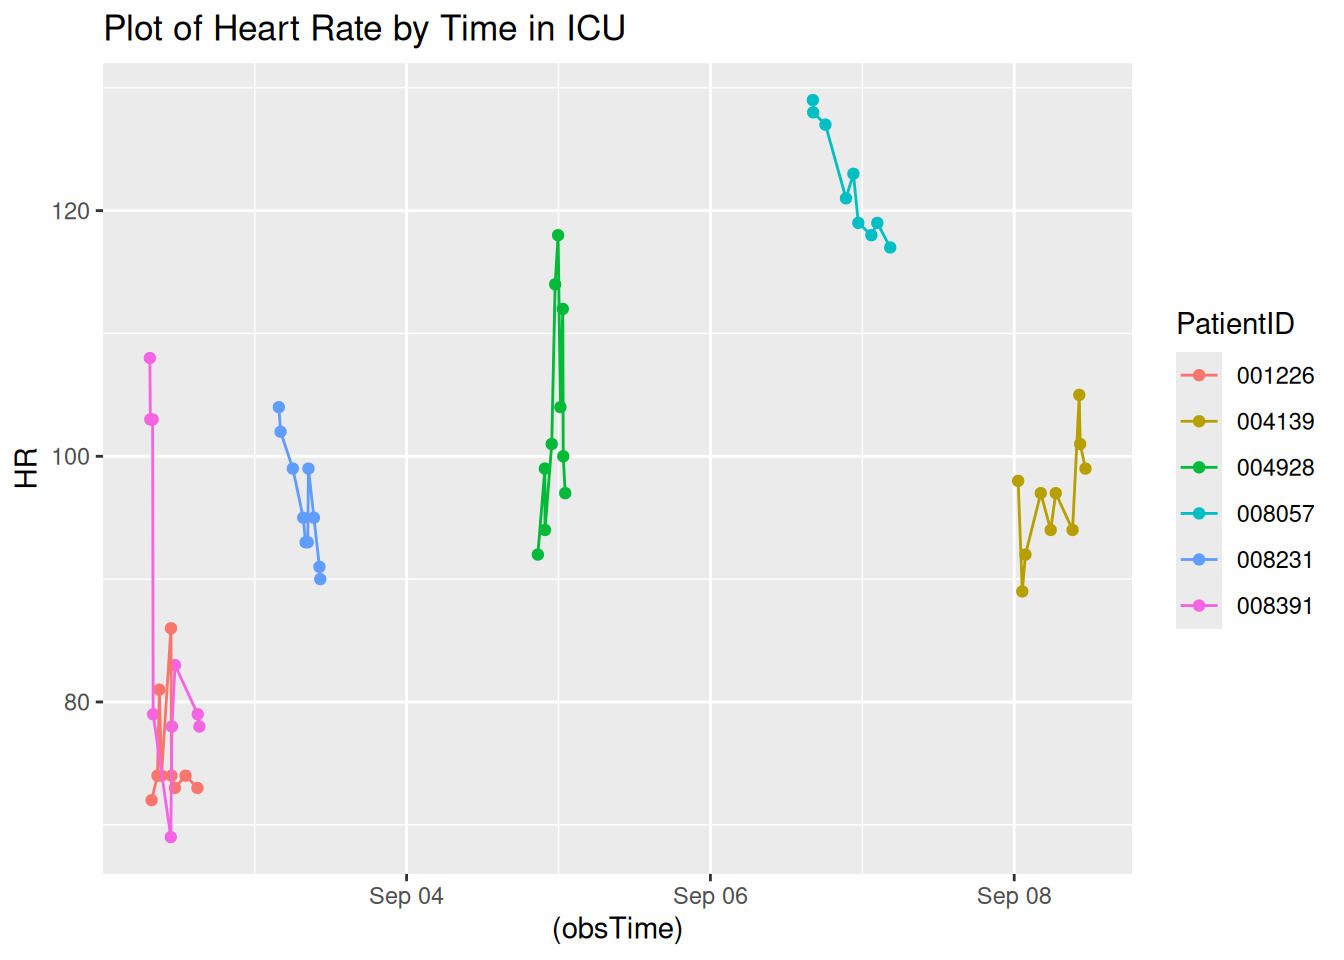 Plot of Heart Rate by Time in ICU
HR
120
100
80
Sep 04
Sep 06
Sep 08
(obsTime)
PatientID
001226
004139
004928
008057
008231
008391